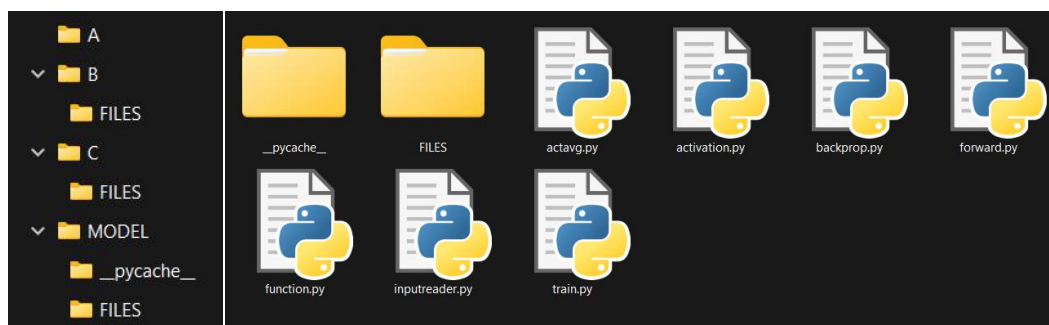 A
B
FILES
C
FILES
MODEL
__pycache__
FILES
__pycache__ FILES actavg.py activation.py backprop.py forward.py
function.py inputreader.py train.py